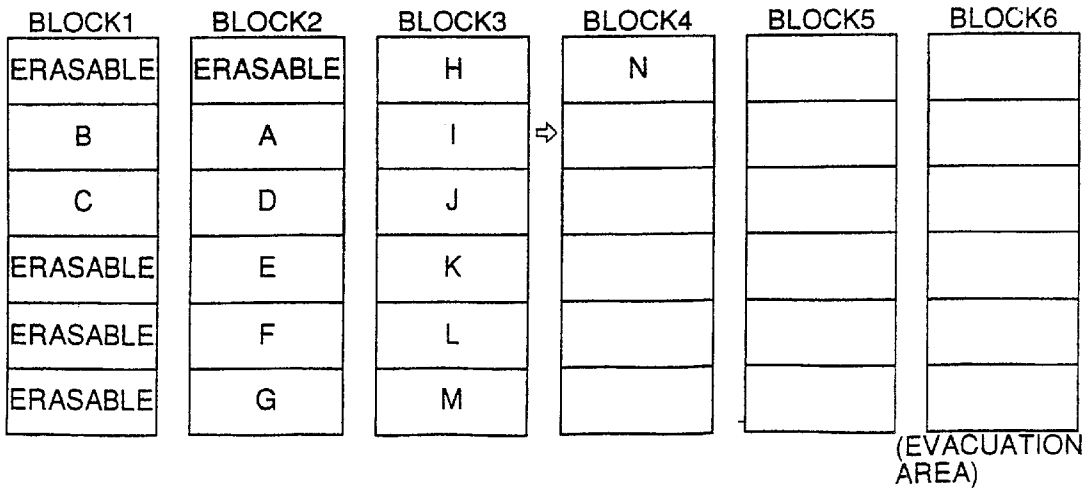 BLOCK1 BLOCK2 BLOCK3 BLOCK4 BLOCK5 BLOCK6
ERASABLE ERASABLE H N
B A I ⇨
C D J
ERASABLE E K
ERASABLE F L
ERASABLE G M
(EVACUATION
AREA)